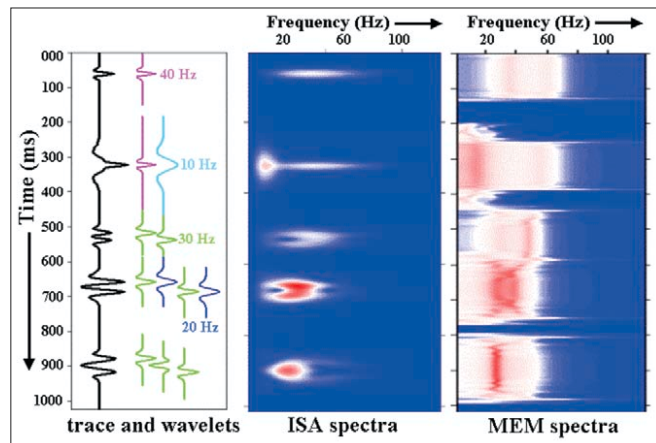 Frequency (Hz)
20 60 100
Frequency (Hz)
20 60 100
Time (ms)
000
100
200
300
400
500
600
700
800
900
1000
40 Hz
10 Hz
30 Hz
20 Hz
trace and wavelets
ISA spectra
MEM spectra